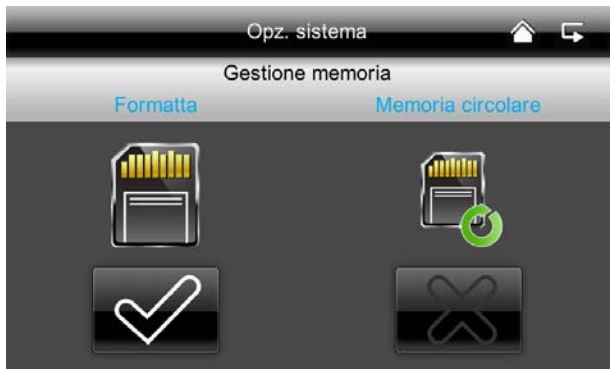 Opz. sistema
Gestione memoria
Formatta Memoria circolare